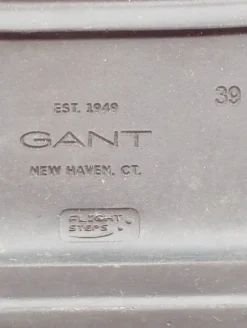 39
EST. 1949
GANT
NEW HAVEN, CT.
FLIGHT
STEPS